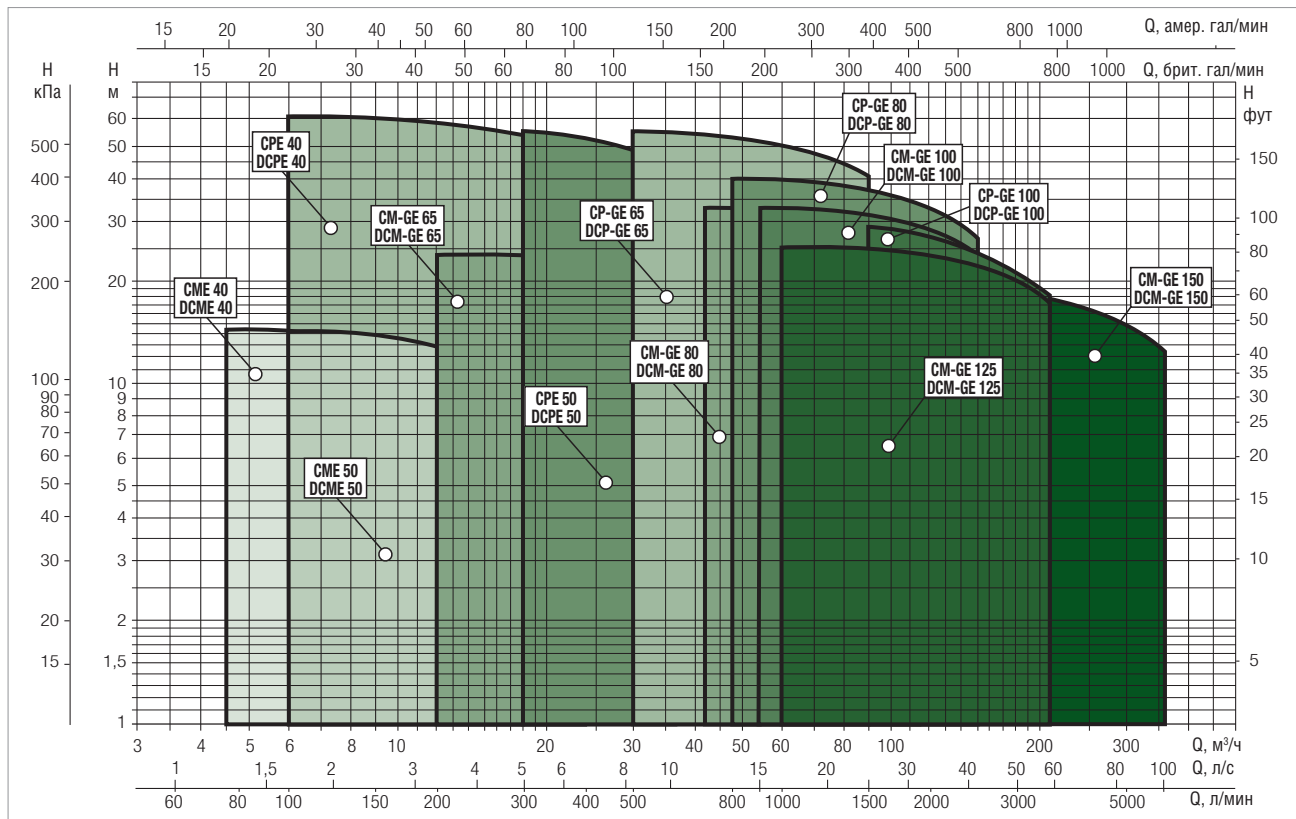 15 20 30 40 50 60 80 100 150 200 300 400 500 800 1000 Q, амер. гал/мин
15 20 30 40 50 60 80 100 150 200 300 400 500 800 1000 Q, брит. гал/мин
H
кПа
H
м
H
фут
500
400
300
200
100
90
80
70
60
50
40
30
20
15
60
50
40
30
20
10
9
8
7
6
5
4
3
2
1,5
1
150
100
80
60
50
40
35
30
25
20
15
10
5
CPE 40
DCPE 40
CP-GE 80
DCP-GE 80
CM-GE 100
DCM-GE 100
CP-GE 100
DCP-GE 100
CM-GE 65
DCM-GE 65
CP-GE 65
DCP-GE 65
CME 40
DCME 40
CM-GE 150
DCM-GE 150
CM-GE 80
DCM-GE 80
CM-GE 125
DCM-GE 125
CPE 50
DCPE 50
CME 50
DCME 50
3 4 5 6 8 10 20 30 40 50 60 80 100 200 300 Q, м³/ч
1 1,5 2 3 4 5 6 8 10 15 20 30 40 50 60 80 100 Q, л/с
60 80 100 150 200 300 400 500 800 1000 1500 2000 3000 5000 Q, л/мин